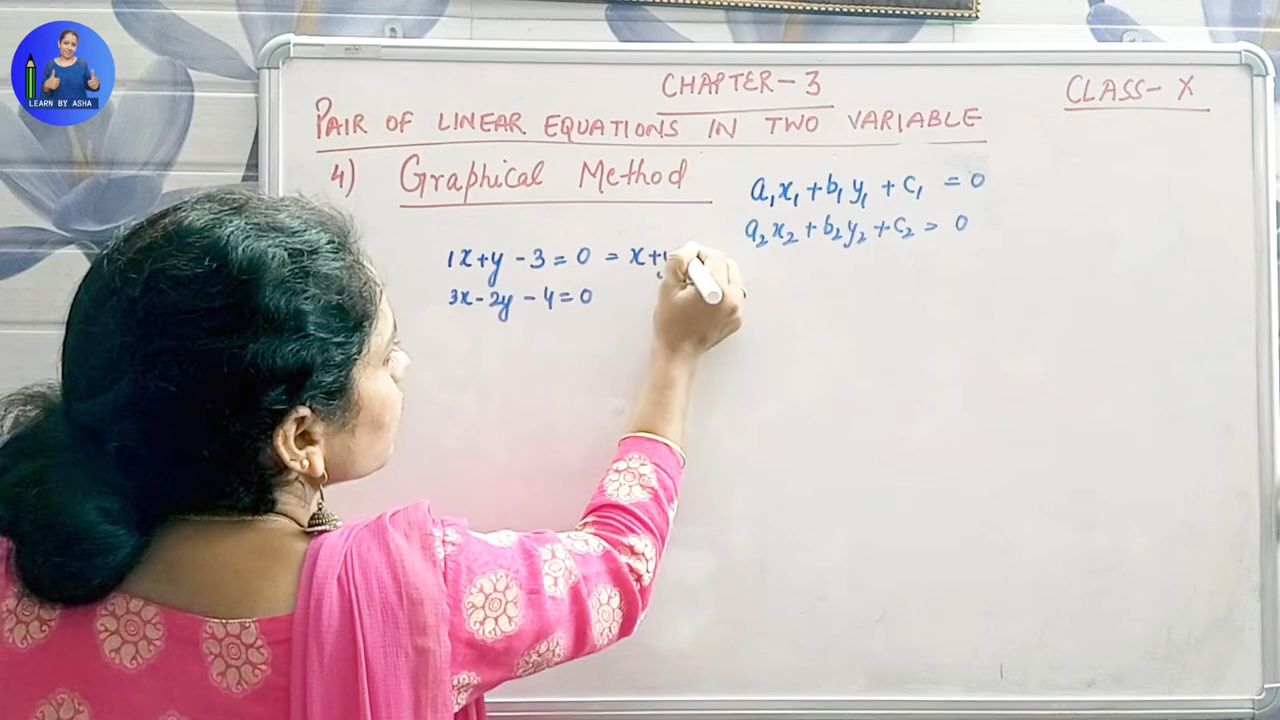 LEARN BY ASHA
CHAPTER-3
CLASS-X
PAIR OF LINEAR EQUATIONS IN TWO VARIABLE
4) Graphical Method
a₁x₁+b₁y₁+c₁=0
a₂x₂+b₂y₂+c₂=0
1x+y-3=0 = x+
3x-2y-4=0